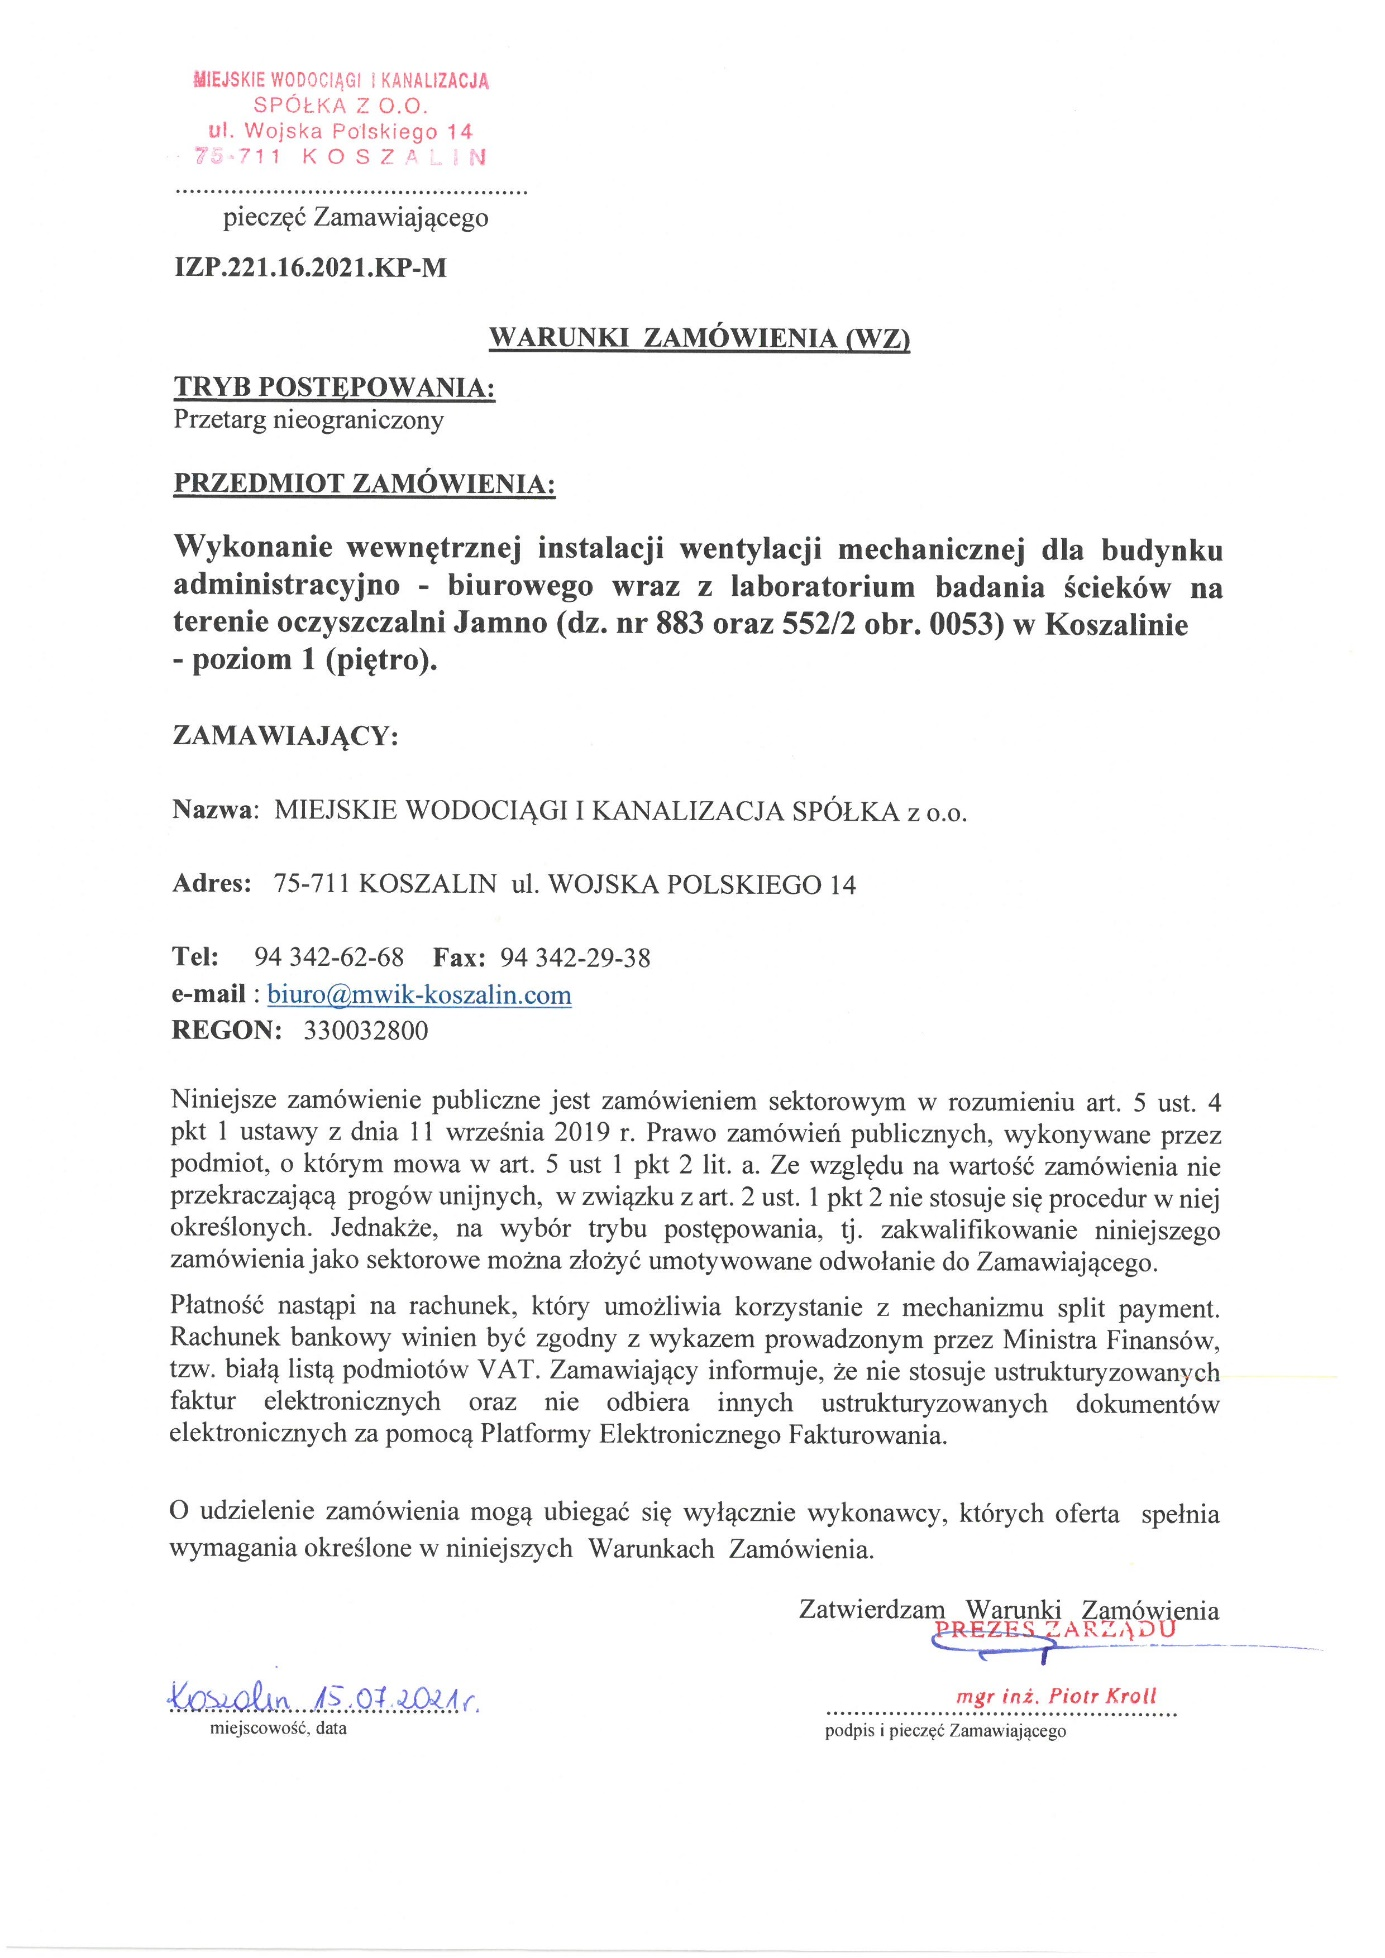 MIEJSKIE WODOCIĄGI I KANALIZACJA
SPÓŁKA Z O.O.
ul. Wojska Polskiego 14
75-711 KOSZALIN
pieczęć Zamawiającego
IZP.221.16.2021.KP-M
WARUNKI ZAMÓWIENIA (WZ)
TRYB POSTĘPOWANIA:
Przetarg nieograniczony
PRZEDMIOT ZAMÓWIENIA:
Wykonanie wewnętrznej instalacji wentylacji mechanicznej dla budynku
administracyjno - biurowego wraz z laboratorium badania ścieków na
terenie oczyszczalni Jamno (dz. nr 883 oraz 552/2 obr. 0053) w Koszalinie
- poziom 1 (piętro).
ZAMAWIAJĄCY:
Nazwa: MIEJSKIE WODOCIĄGI I KANALIZACJA SPÓŁKA z o.o.
Adres: 75-711 KOSZALIN ul. WOJSKA POLSKIEGO 14
Tel: 94 342-62-68 Fax: 94 342-29-38
e-mail : biuro@mwik-koszalin.com
REGON: 330032800
Niniejsze zamówienie publiczne jest zamówieniem sektorowym w rozumieniu art. 5 ust. 4
pkt 1 ustawy z dnia 11 września 2019 r. Prawo zamówień publicznych, wykonywane przez
podmiot, o którym mowa w art. 5 ust 1 pkt 2 lit. a. Ze względu na wartość zamówienia nie
przekraczającą progów unijnych, w związku z art. 2 ust. 1 pkt 2 nie stosuje się procedur w niej
określonych. Jednakże, na wybór trybu postępowania, tj. zakwalifikowanie niniejszego
zamówienia jako sektorowe można złożyć umotywowane odwołanie do Zamawiającego.
Płatność nastąpi na rachunek, który umożliwia korzystanie z mechanizmu split payment.
Rachunek bankowy winien być zgodny z wykazem prowadzonym przez Ministra Finansów,
tzw. białą listą podmiotów VAT. Zamawiający informuje, że nie stosuje ustrukturyzowanych
faktur elektronicznych oraz nie odbiera innych ustrukturyzowanych dokumentów
elektronicznych za pomocą Platformy Elektronicznego Fakturowania.
O udzielenie zamówienia mogą ubiegać się wyłącznie wykonawcy, których oferta spełnia
wymagania określone w niniejszych Warunkach Zamówienia.
Zatwierdzam Warunki Zamówienia
PREZES ZARZĄDU
mgr inż. Piotr Kroll
Koszalin 15.07.2021r.
miejscowość, data
podpis i pieczęć Zamawiającego